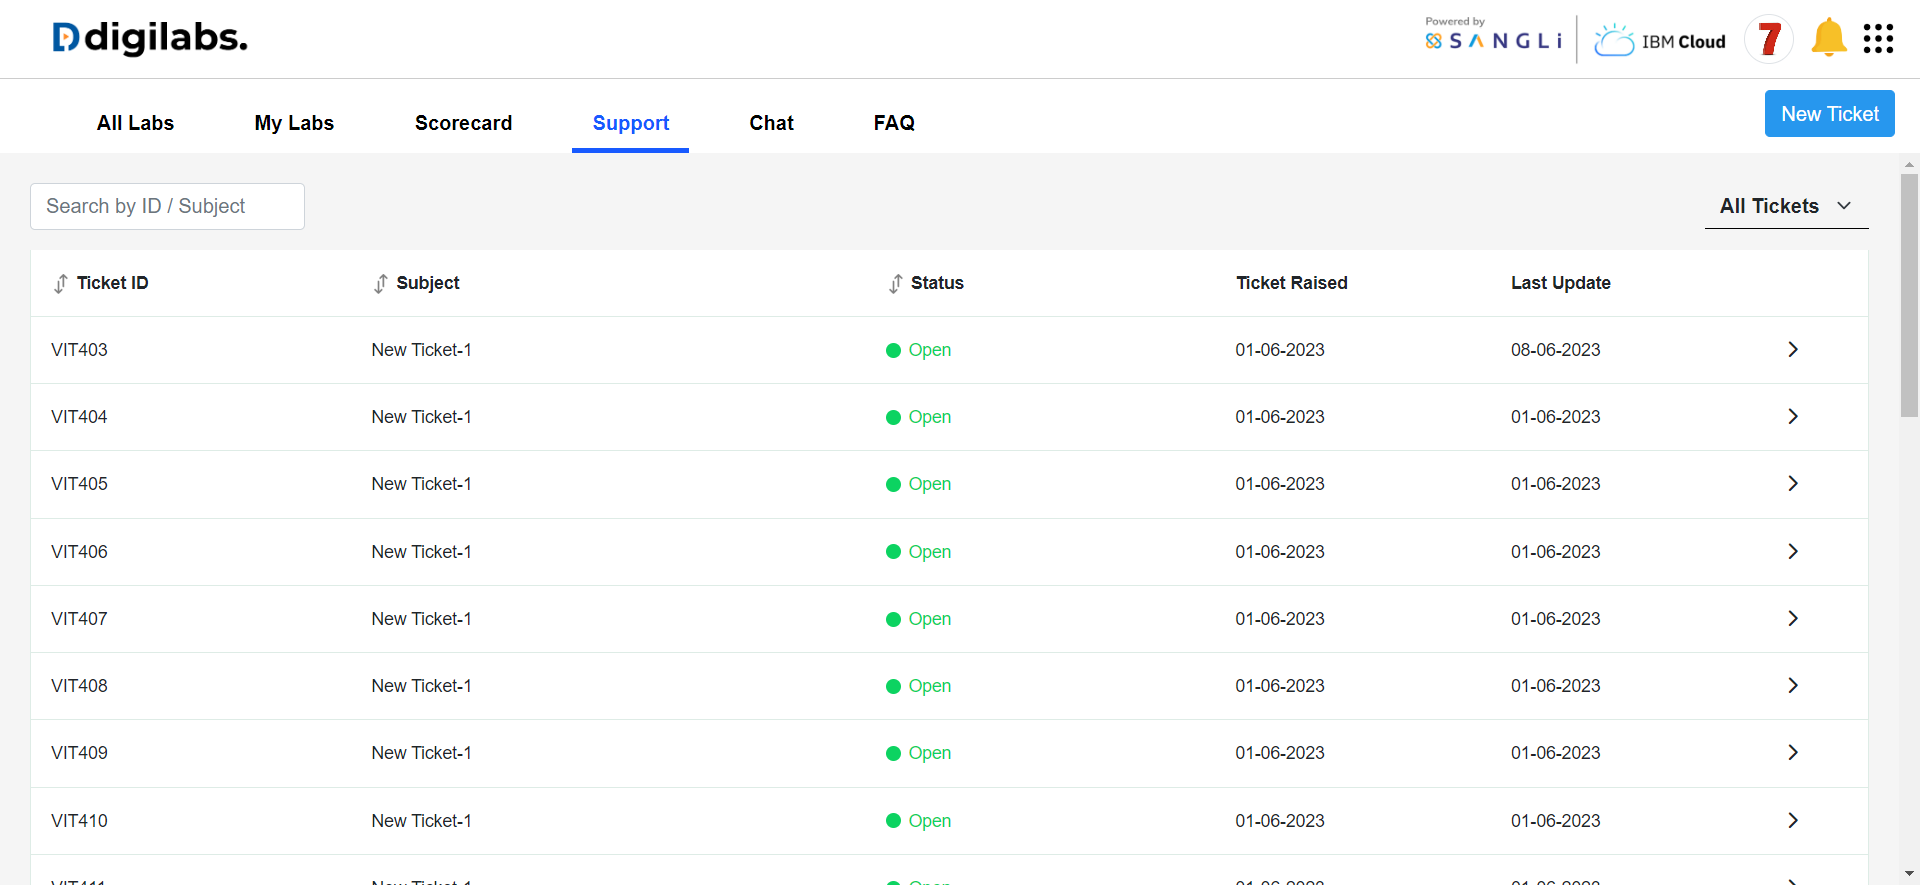 digilabs.
Powered by
SANGLi
IBM Cloud
7
All Labs My Labs Scorecard Support Chat FAQ New Ticket
Search by ID / Subject
All Tickets
Ticket ID Subject Status Ticket Raised Last Update
VIT403 New Ticket-1 Open 01-06-2023 08-06-2023
VIT404 New Ticket-1 Open 01-06-2023 01-06-2023
VIT405 New Ticket-1 Open 01-06-2023 01-06-2023
VIT406 New Ticket-1 Open 01-06-2023 01-06-2023
VIT407 New Ticket-1 Open 01-06-2023 01-06-2023
VIT408 New Ticket-1 Open 01-06-2023 01-06-2023
VIT409 New Ticket-1 Open 01-06-2023 01-06-2023
VIT410 New Ticket-1 Open 01-06-2023 01-06-2023